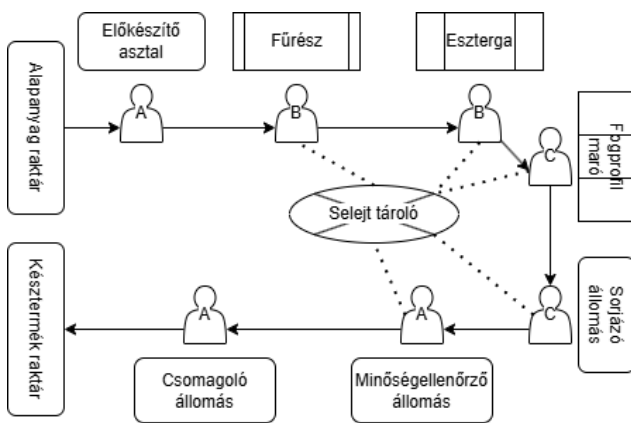 Előkészítő
asztal
Fűrész
Eszterga
Alapanyag raktár
A
B
B
C
Fogprofil
maró
Selejt tároló
Késztermék raktár
A
A
C
Sorjázó
állomás
Csomagoló
állomás
Minőségellenőrző
állomás